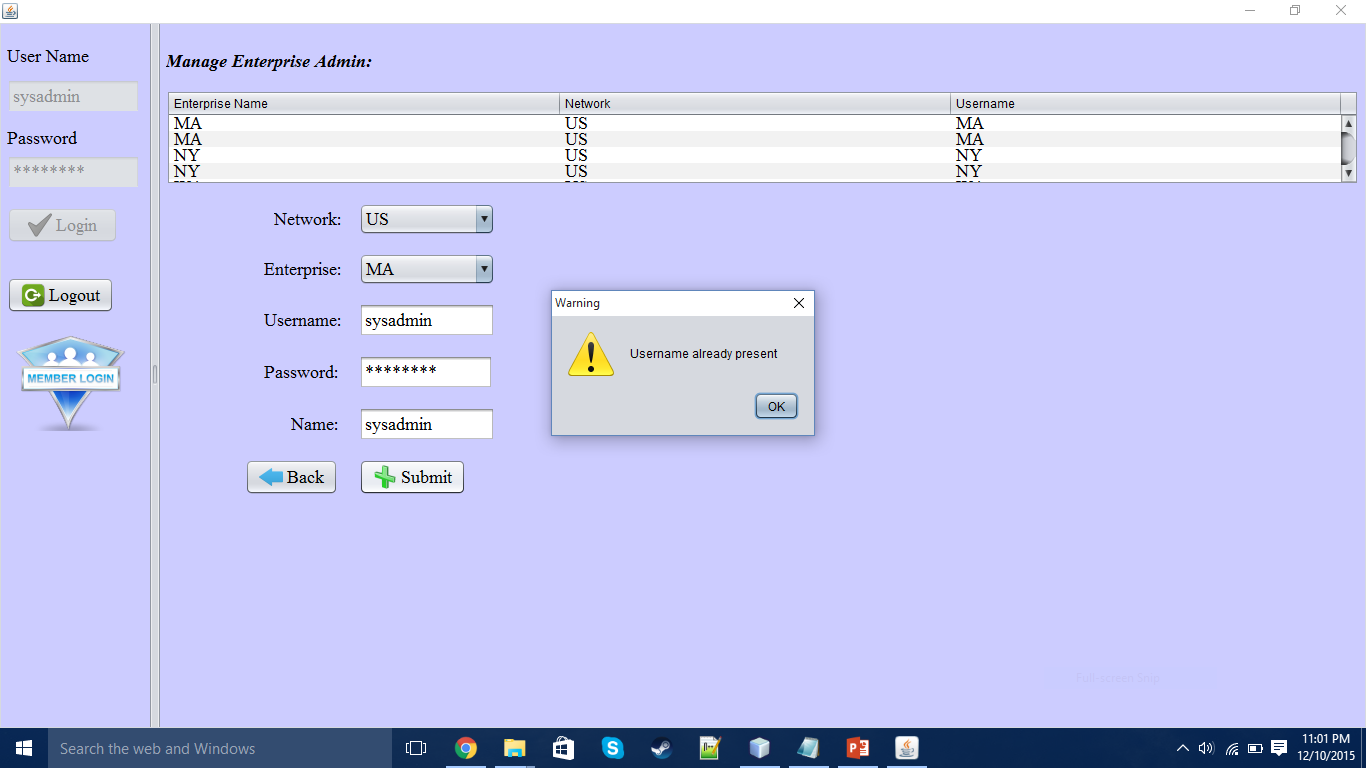 User Name
sysadmin
Password
********
Login
Logout
MEMBER LOGIN
Manage Enterprise Admin:
Enterprise Name Network Username
MA US MA
MA US MA
NY US NY
NY US NY
Network: US
Enterprise: MA
Username: sysadmin
Password: ********
Name: sysadmin
Back Submit
Warning
Username already present
OK
Search the web and Windows
11:01 PM
12/10/2015